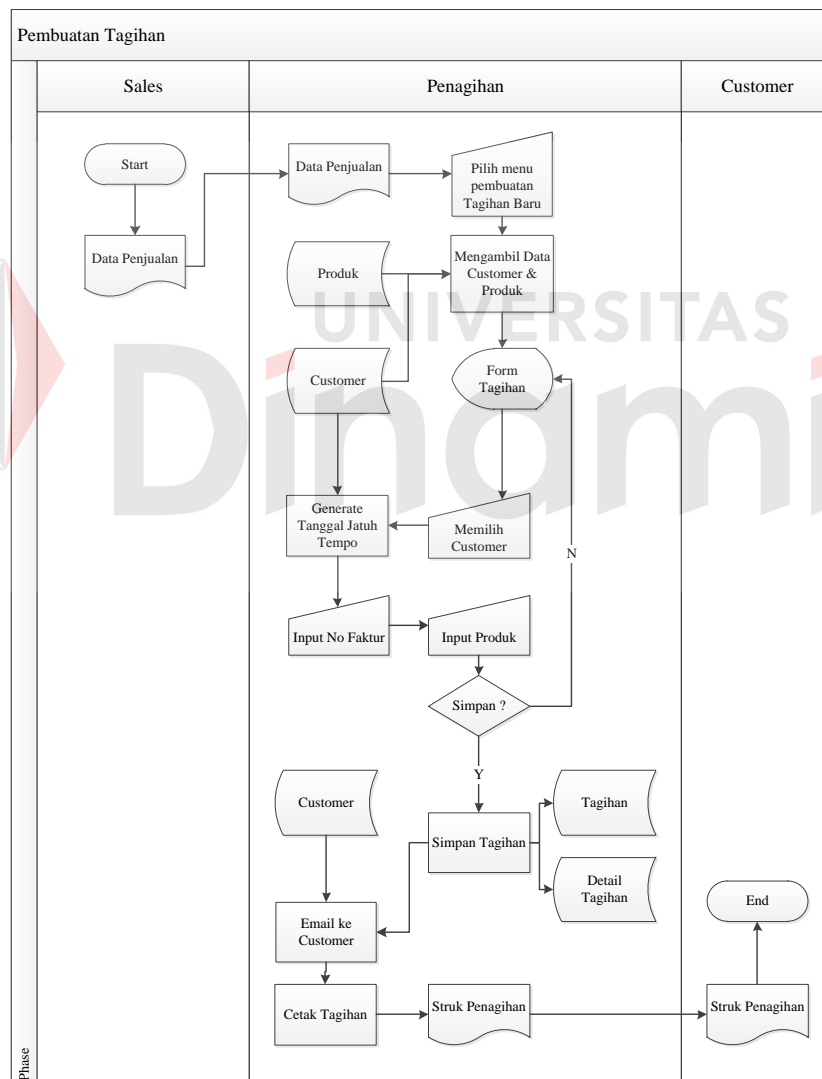 Pembuatan Tagihan
Sales
Penagihan
Customer
Start
Data Penjualan
Data Penjualan
Pilih menu
pembuatan
Tagihan Baru
Produk
Mengambil Data
Customer &
Produk
UNIVERSITAS
Dinami
Customer
Form
Tagihan
Generate
Tanggal Jatuh
Tempo
Memilih
Customer
N
Input No Faktur
Input Produk
Simpan ?
Y
Customer
Simpan Tagihan
Tagihan
Detail
Tagihan
Email ke
Customer
End
Cetak Tagihan
Struk Penagihan
Struk Penagihan
Phase